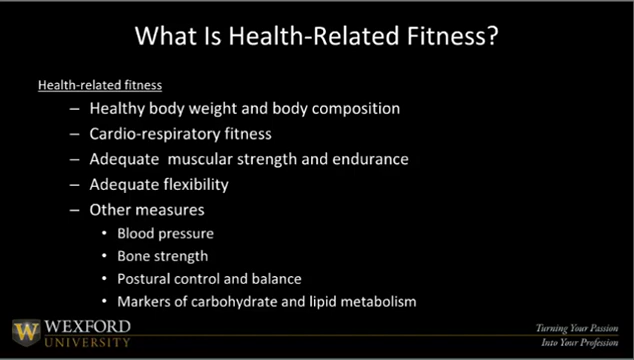 What Is Health-Related Fitness?
Health-related fitness
– Healthy body weight and body composition
– Cardio-respiratory fitness
– Adequate muscular strength and endurance
– Adequate flexibility
– Other measures
• Blood pressure
• Bone strength
• Postural control and balance
• Markers of carbohydrate and lipid metabolism
W WEXFORD
UNIVERSITY
Turning Your Passion
Into Your Profession